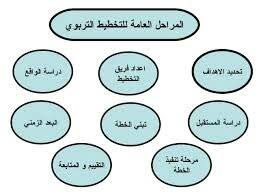 المراحل العامة للتخطيط التربوي
تحديد الاهداف
اعداد فريق
التخطيط
دراسة الواقع
دراسة المستقبل
تبني الخطة
البعد الزمني
مرحلة تنفيذ
الخطة
التقييم و المتابعة